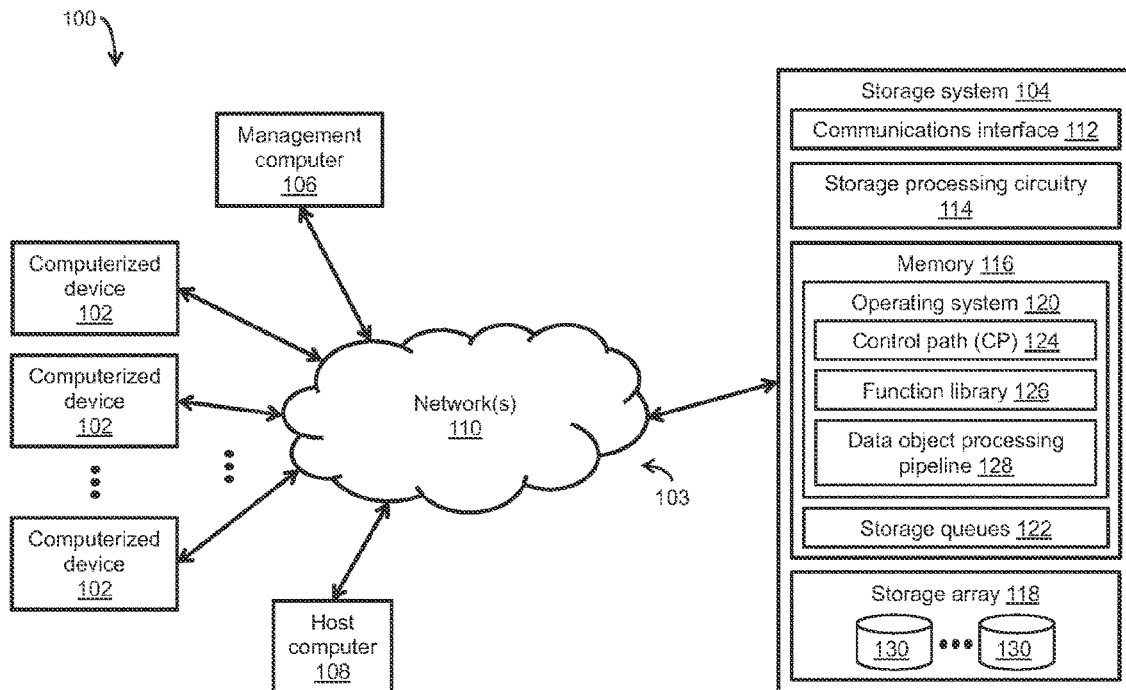 100
Storage system 104
Communications interface 112
Storage processing circuitry
114
Memory 116
Operating system 120
Control path (CP) 124
Function library 126
Data object processing
pipeline 128
Storage queues 122
Storage array 118
130
130
Management
computer
106
Computerized
device
102
Computerized
device
102
Computerized
device
102
Network(s)
110
103
Host
computer
108